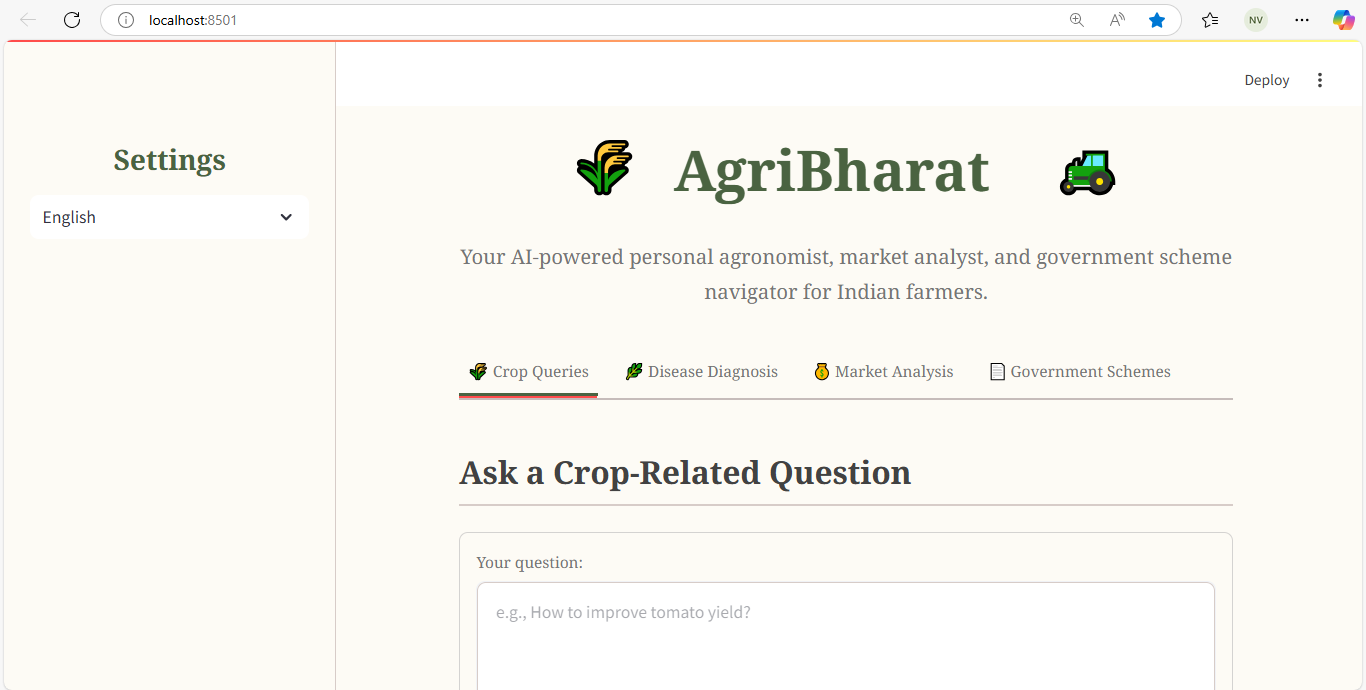 localhost:8501
NV
Deploy
Settings
English
AgriBharat
Your AI-powered personal agronomist, market analyst, and government scheme
navigator for Indian farmers.
Crop Queries
Disease Diagnosis
Market Analysis
Government Schemes
Ask a Crop-Related Question
Your question:
e.g., How to improve tomato yield?